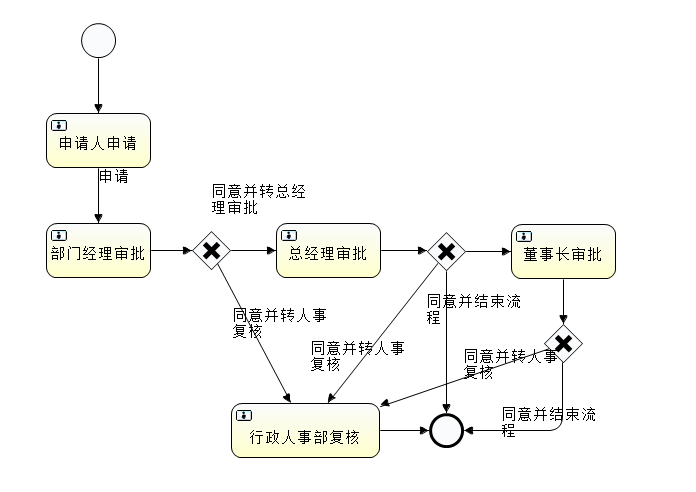 申请人申请
申请
同意并转总经
理审批
部门经理审批
总经理审批
董事长审批
同意并转人事
复核
同意并转人事
复核
同意并结束流
程
同意并转人事
复核
同意并结束流
程
行政人事部复核